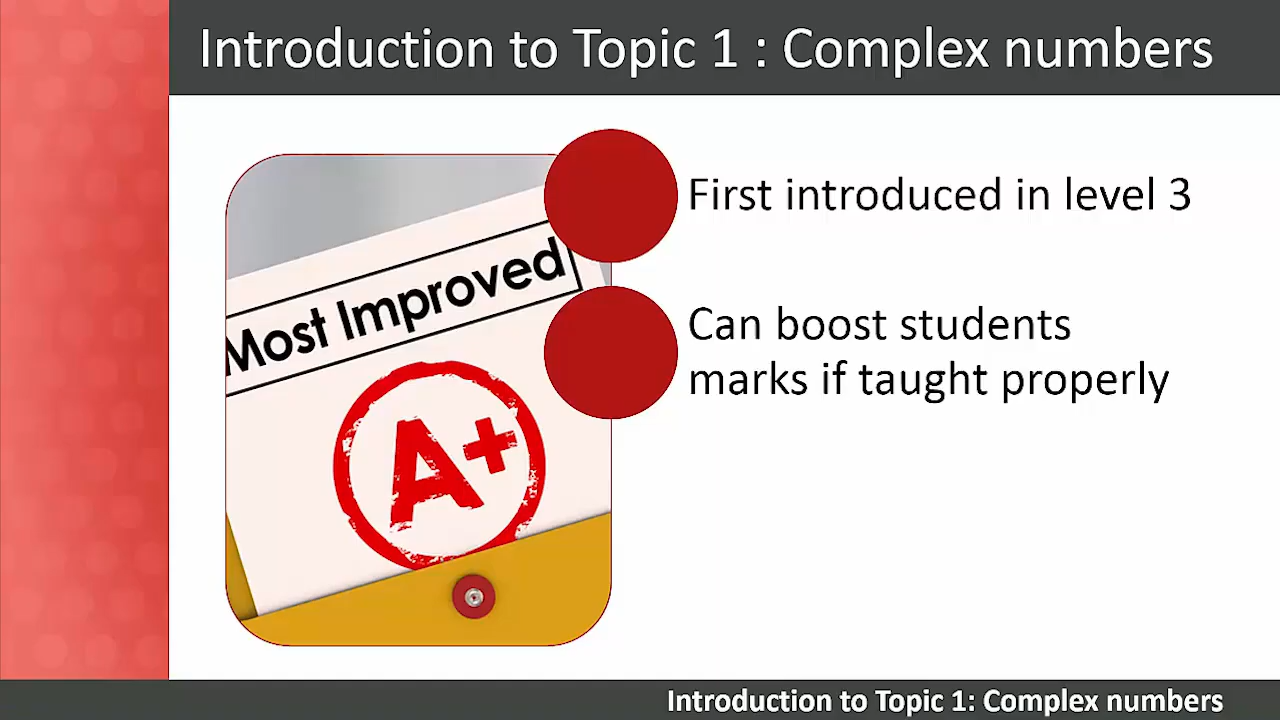 Introduction to Topic 1 : Complex numbers
First introduced in level 3
Most Improved
Can boost students
marks if taught properly
A+
Introduction to Topic 1: Complex numbers